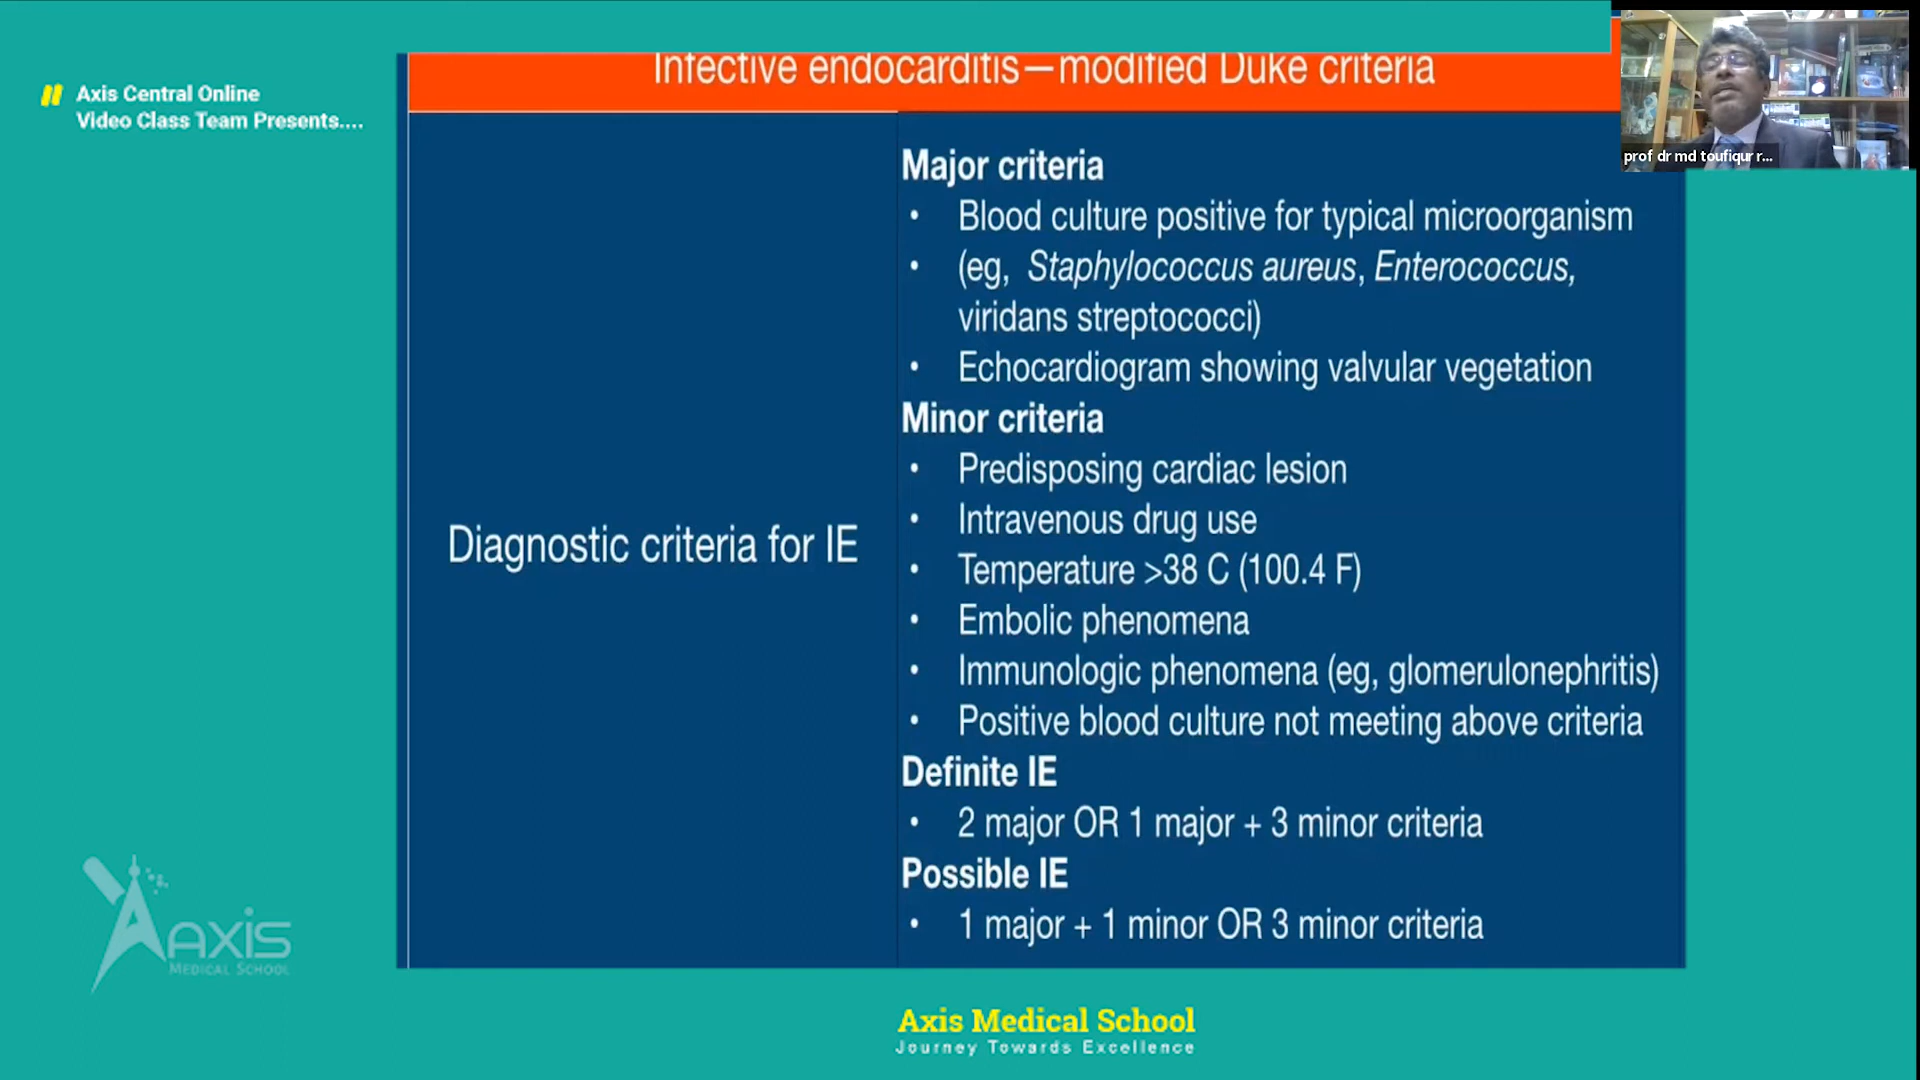 Infective endocarditis—modified Duke criteria
Axis Central Online
Video Class Team Presents....
prof dr md toufiqur r...
Major criteria
• Blood culture positive for typical microorganism
• (eg, Staphylococcus aureus, Enterococcus,
viridans streptococci)
• Echocardiogram showing valvular vegetation
Minor criteria
• Predisposing cardiac lesion
• Intravenous drug use
• Temperature >38 C (100.4 F)
• Embolic phenomena
• Immunologic phenomena (eg, glomerulonephritis)
• Positive blood culture not meeting above criteria
Diagnostic criteria for IE
Definite IE
• 2 major OR 1 major + 3 minor criteria
Possible IE
• 1 major + 1 minor OR 3 minor criteria
AXIS
MEDICAL SCHOOL
Axis Medical School
Journey Towards Excellence